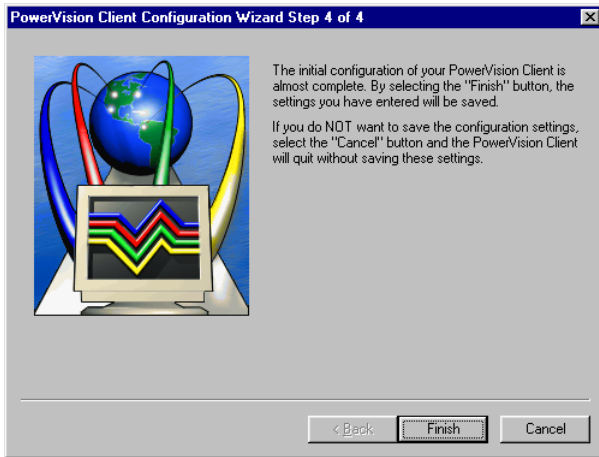 PowerVision Client Configuration Wizard Step 4 of 4
The initial configuration of your PowerVision Client is
almost complete. By selecting the "Finish" button, the
settings you have entered will be saved.
If you do NOT want to save the configuration settings,
select the "Cancel" button and the PowerVision Client
will quit without saving these settings.
< Back
Finish
Cancel